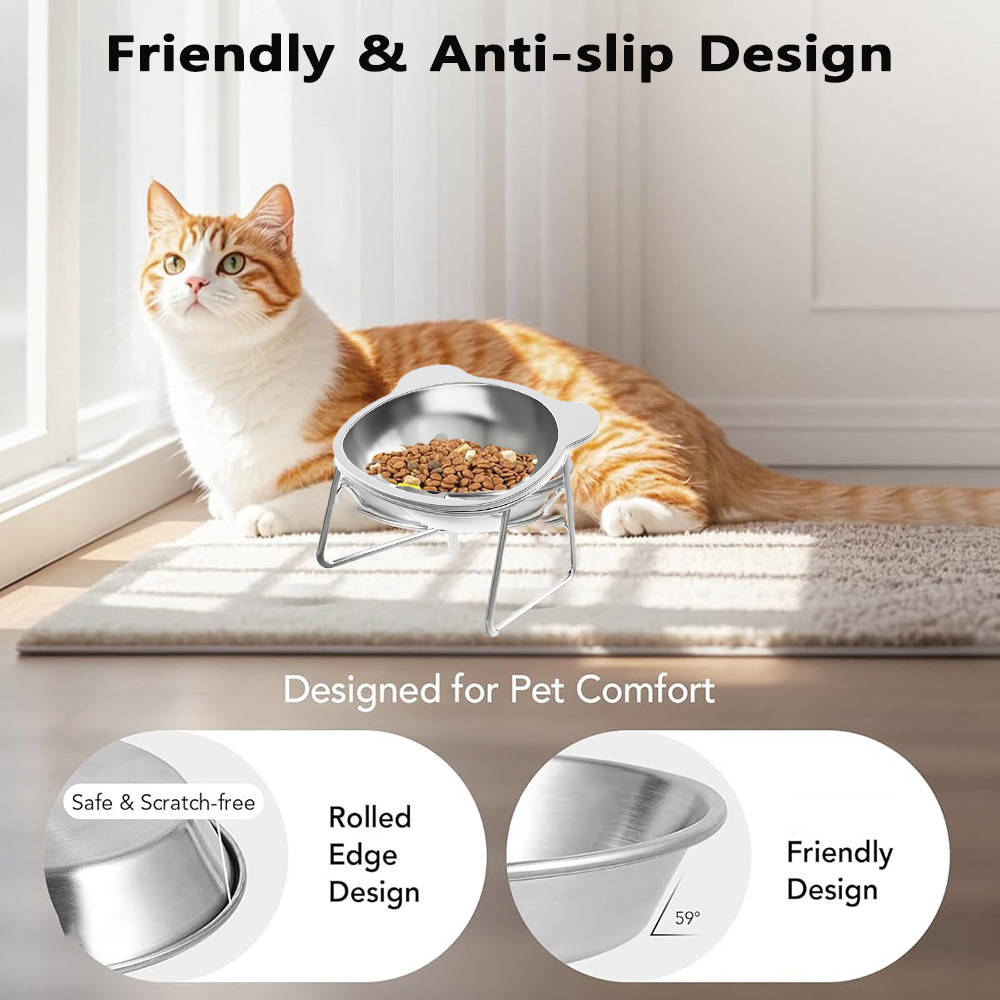 Friendly & Anti-slip Design
Designed for Pet Comfort
Safe & Scratch-free
Rolled
Edge
Design
59°
Friendly
Design